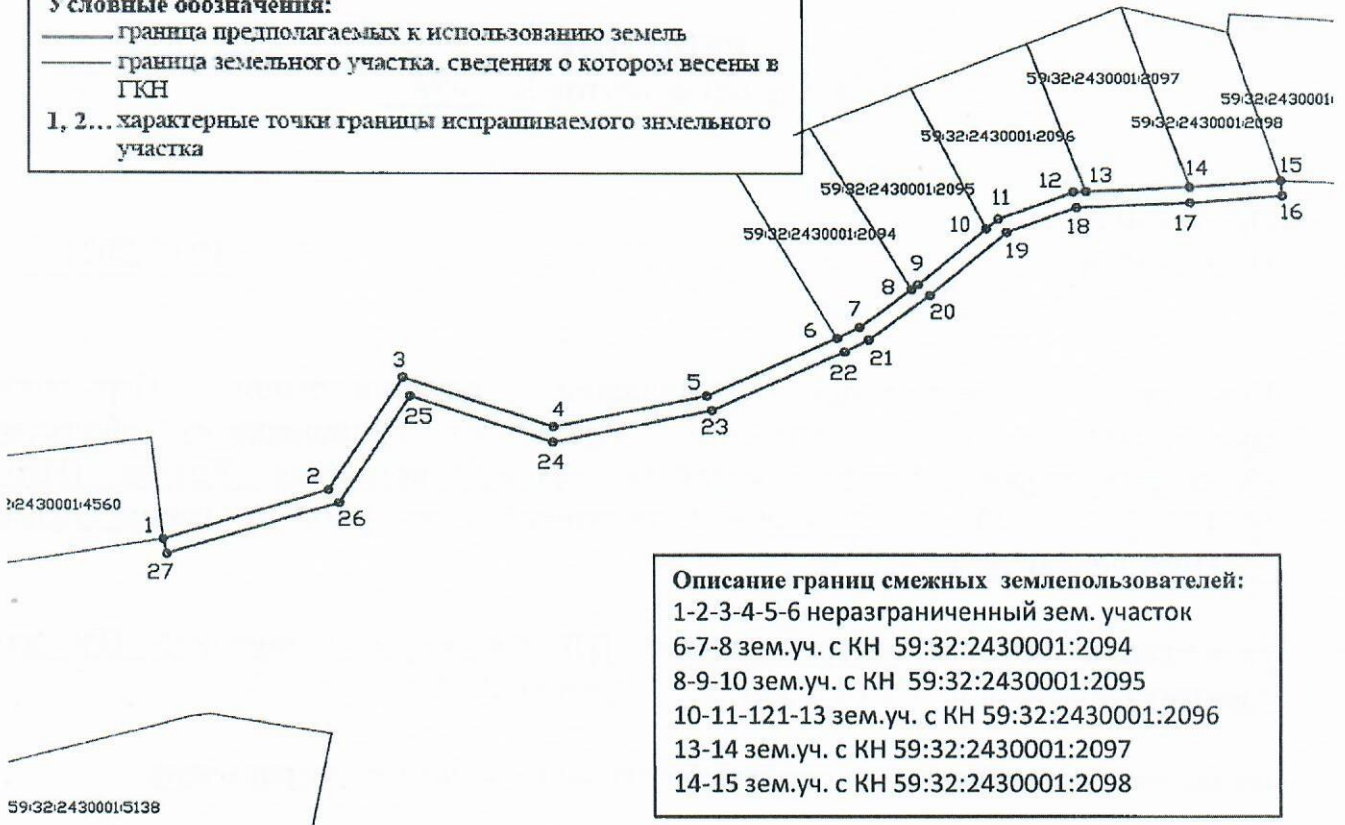 Условные обозначения:
граница предполагаемых к использованию земель
граница земельного участка. сведения о котором весены в
ГКН
1, 2... характерные точки границы испрашиваемого знмельного
участка
59:32:2430001:2097
59:32:2430001:
59:32:2430001:2098
59:32:2430001:2096
59:32:2430001:2095
59:32:2430001:2094
15
14
13
12
11
16
17
18
10
19
9
8
20
7
6
21
22
3
5
25
4
23
24
2
:2430001:4560
26
1
27
Описание границ смежных землепользователей:
1-2-3-4-5-6 неразграниченный зем. участок
6-7-8 зем.уч. с КН 59:32:2430001:2094
8-9-10 зем.уч. с КН 59:32:2430001:2095
10-11-121-13 зем.уч. с КН 59:32:2430001:2096
13-14 зем.уч. с КН 59:32:2430001:2097
14-15 зем.уч. с КН 59:32:2430001:2098
59:32:2430001:5138